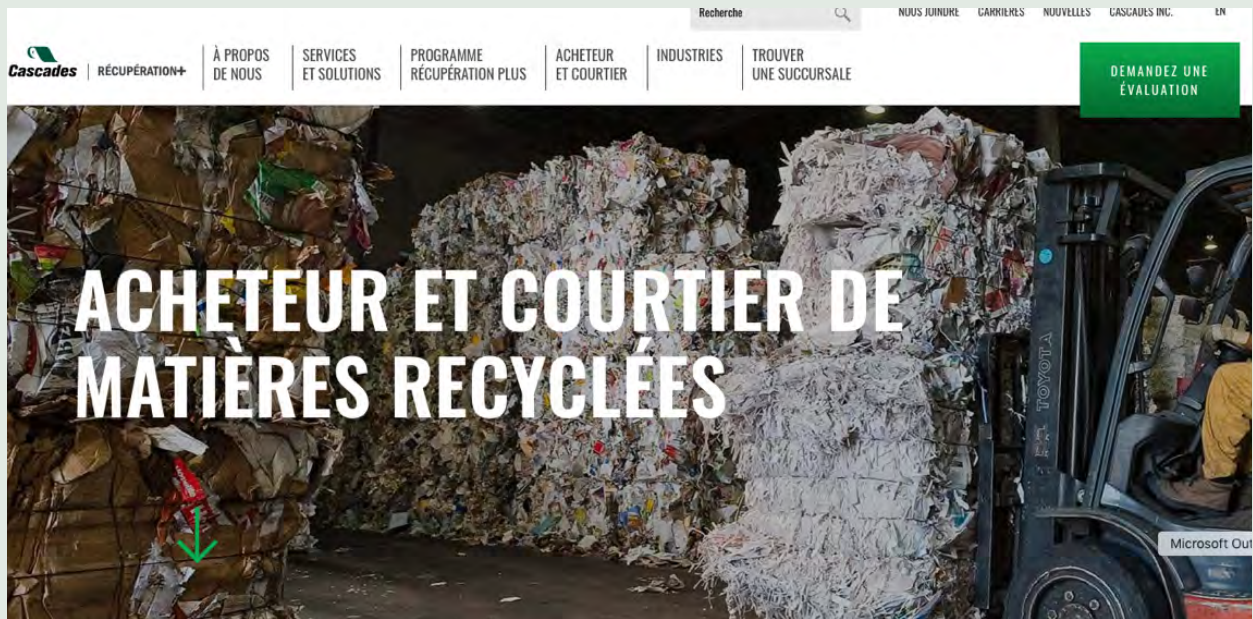 Recherche
NOUS JOINDRE
CARRIÈRES
NOUVELLES
CASCADES INC.
EN
Cascades
RÉCUPÉRATION+
À PROPOS
DE NOUS
SERVICES
ET SOLUTIONS
PROGRAMME
RÉCUPÉRATION PLUS
ACHETEUR
ET COURTIER
INDUSTRIES
TROUVER
UNE SUCCURSALE
DEMANDEZ UNE
ÉVALUATION
ACHETEUR ET COURTIER DE
MATIÈRES RECYCLÉES
TOYOTA
Microsoft Out